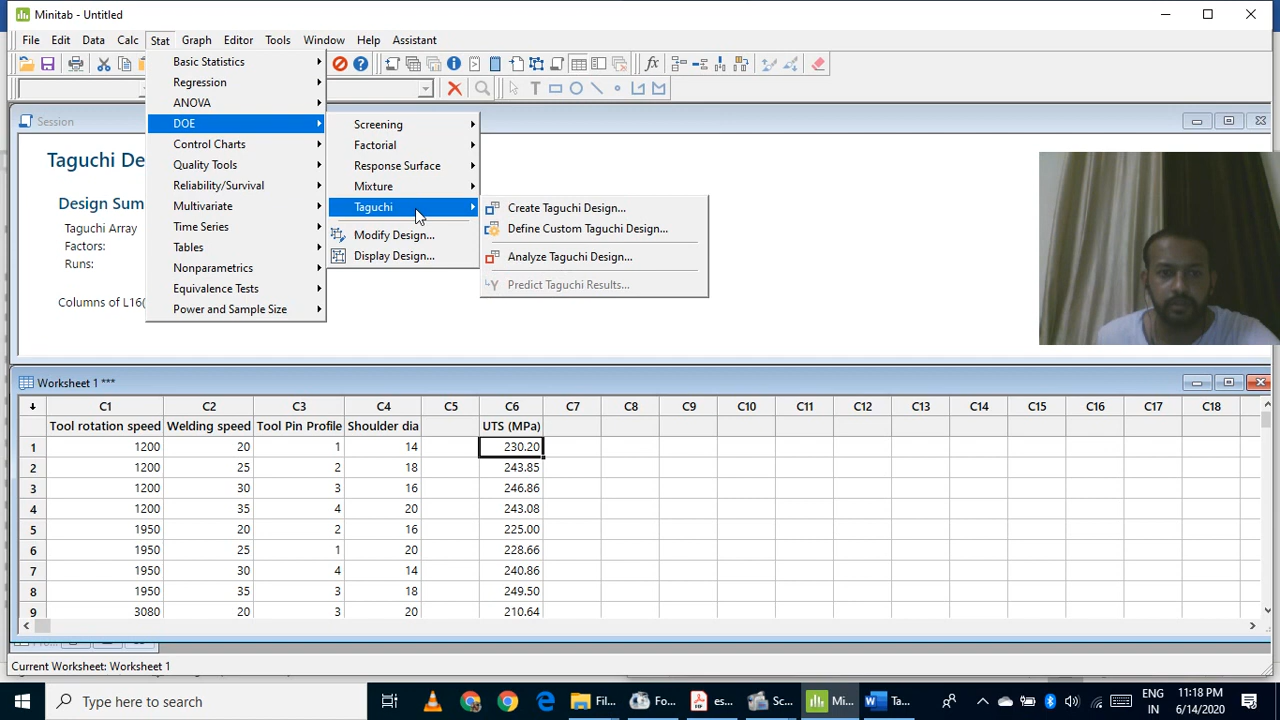 Minitab - Untitled
File Edit Data Calc Stat Graph Editor Tools Window Help Assistant
Basic Statistics
Regression
ANOVA
DOE
Control Charts
Quality Tools
Reliability/Survival
Multivariate
Time Series
Tables
Nonparametrics
Equivalence Tests
Power and Sample Size
Screening
Factorial
Response Surface
Mixture
Taguchi
Modify Design...
Display Design...
Create Taguchi Design...
Define Custom Taguchi Design...
Analyze Taguchi Design...
Predict Taguchi Results...
Session
Taguchi De
Design Sum
Taguchi Array
Factors:
Runs:
Columns of L16(
Worksheet 1 ***
C1 C2 C3 C4 C5 C6 C7 C8 C9 C10 C11 C12 C13 C14 C15 C16 C17 C18
Tool rotation speed Welding speed Tool Pin Profile Shoulder dia UTS (MPa)
1 1200 20 1 14 230.20
2 1200 25 2 18 243.85
3 1200 30 3 16 246.86
4 1200 35 4 20 243.08
5 1950 20 2 16 225.00
6 1950 25 1 20 228.66
7 1950 30 4 14 240.86
8 1950 35 3 18 249.50
9 3080 20 3 20 210.64
Current Worksheet: Worksheet 1
Type here to search
Fil...
Fo...
es...
Sc...
Mi...
Ta...
ENG
IN
11:18 PM
6/14/2020